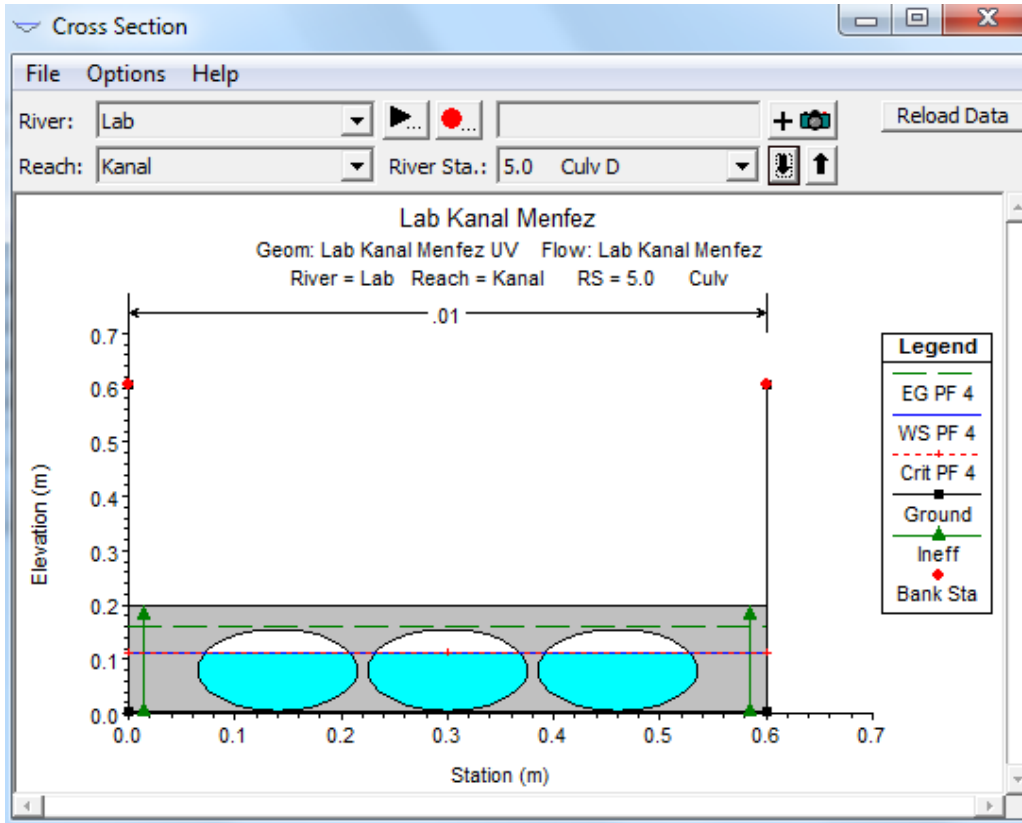 Cross Section
X
File Options Help
River: Lab ... ... + Reload Data
Reach: Kanal River Sta.: 5.0 Culv D
Lab Kanal Menfez
Geom: Lab Kanal Menfez UV Flow: Lab Kanal Menfez
River = Lab Reach = Kanal RS = 5.0 Culv
.01
0.7
0.6
0.5
0.4
0.3
0.2
0.1
0.0
Elevation (m)
0.0 0.1 0.2 0.3 0.4 0.5 0.6 0.7
Station (m)
Legend
EG PF 4
WS PF 4
Crit PF 4
Ground
Ineff
Bank Sta